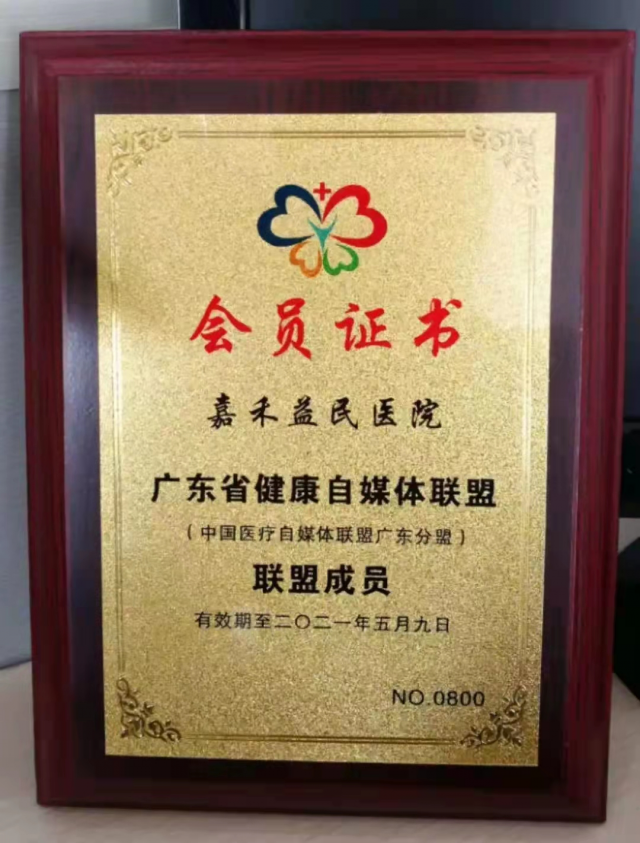 会员证书
嘉禾益民医院
广东省健康自媒体联盟
(中国医疗自媒体联盟广东分盟)
联盟成员
有效期至二〇二一年五月九日
NO.0800